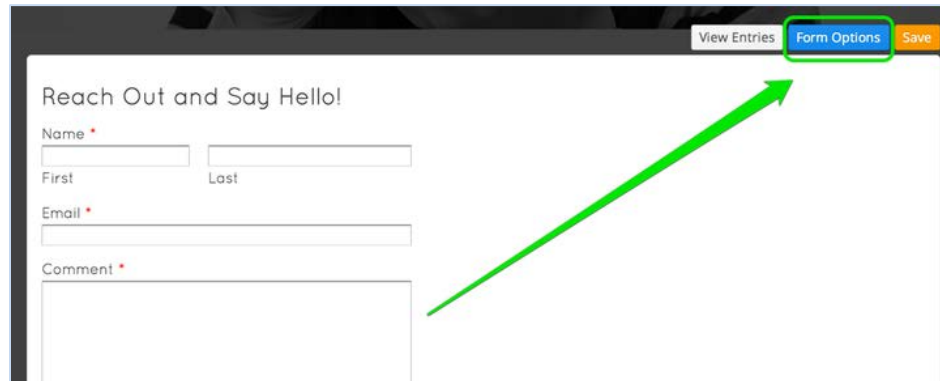 View Entries Form Options Save
Reach Out and Say Hello!
Name *
First Last
Email *
Comment *